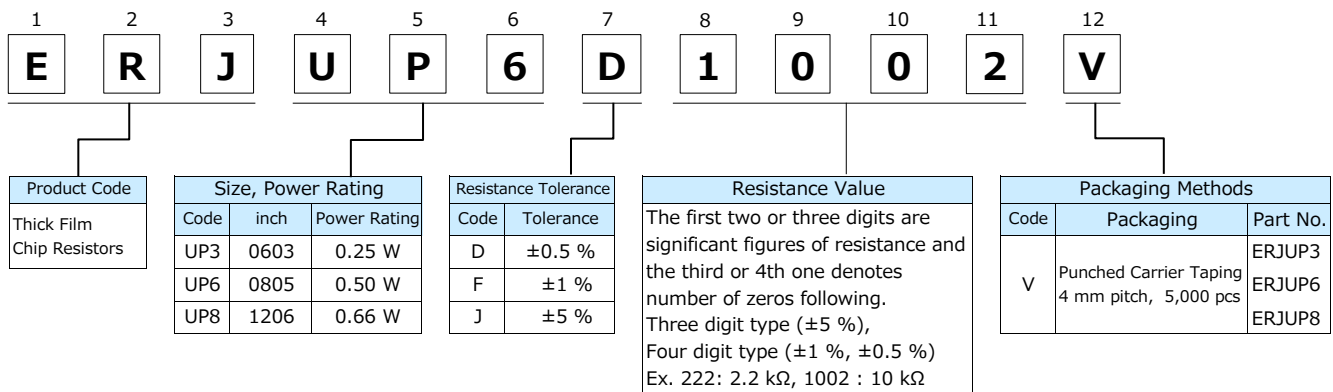 1 2 3 4 5 6 7 8 9 10 11 12
E R J U P 6 D 1 0 0 2 V
Product Code
Thick Film
Chip Resistors
Size, Power Rating
Code inch Power Rating
UP3 0603 0.25 W
UP6 0805 0.50 W
UP8 1206 0.66 W
Resistance Tolerance
Code Tolerance
D ±0.5 %
F ±1 %
J ±5 %
Resistance Value
The first two or three digits are
significant figures of resistance and
the third or 4th one denotes
number of zeros following.
Three digit type (±5 %),
Four digit type (±1 %, ±0.5 %)
Ex. 222: 2.2 kΩ, 1002 : 10 kΩ
Packaging Methods
Code Packaging Part No.
V
Punched Carrier Taping
4 mm pitch, 5,000 pcs
ERJUP3
ERJUP6
ERJUP8